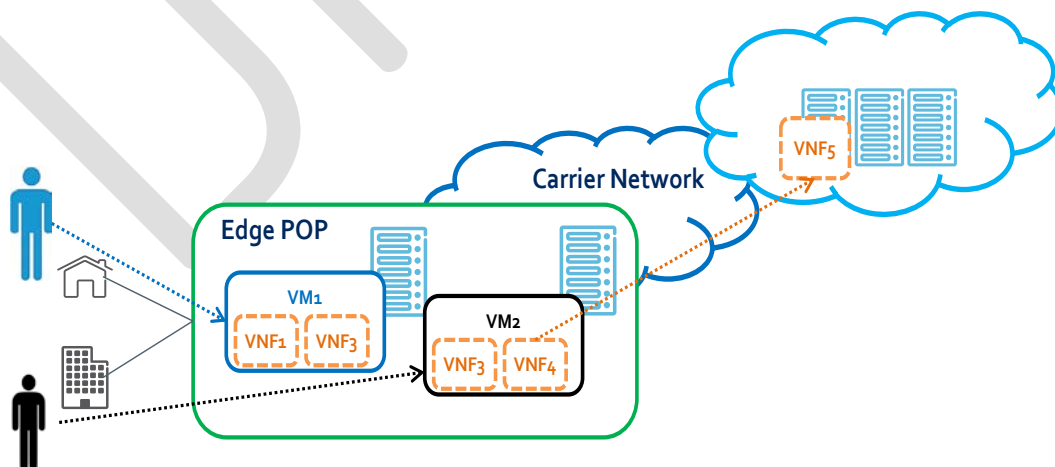 VNF5
Carrier Network
Edge POP
VM1
VNF1 VNF3
VM2
VNF3 VNF4